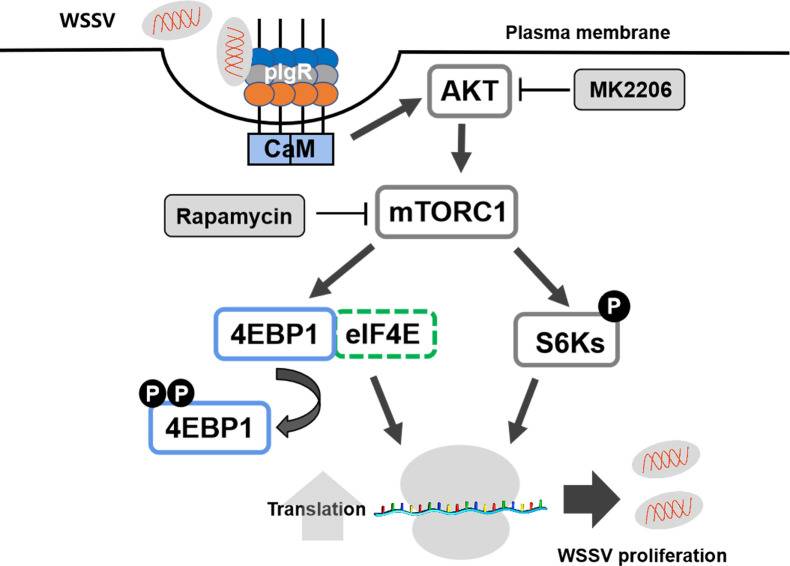 WSSV
Plasma membrane
pIgR
AKT
MK2206
CaM
Rapamycin
mTORC1
P
4EBP1
eIF4E
S6Ks
P P
4EBP1
Translation
WSSV proliferation